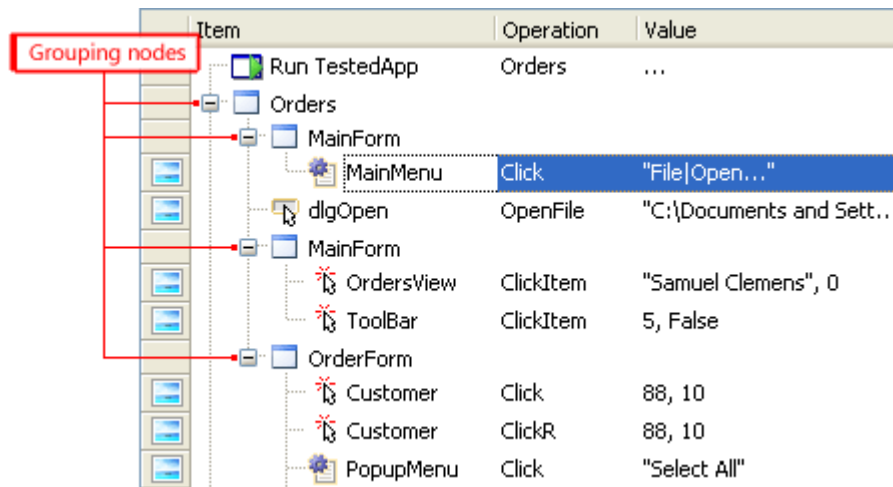 Item Operation Value
Grouping nodes
Run TestedApp Orders ...
Orders
MainForm
MainMenu Click "File|Open..."
dlgOpen OpenFile "C:\Documents and Sett...
MainForm
OrdersView ClickItem "Samuel Clemens", 0
ToolBar ClickItem 5, False
OrderForm
Customer Click 88, 10
Customer ClickR 88, 10
PopupMenu Click "Select All"